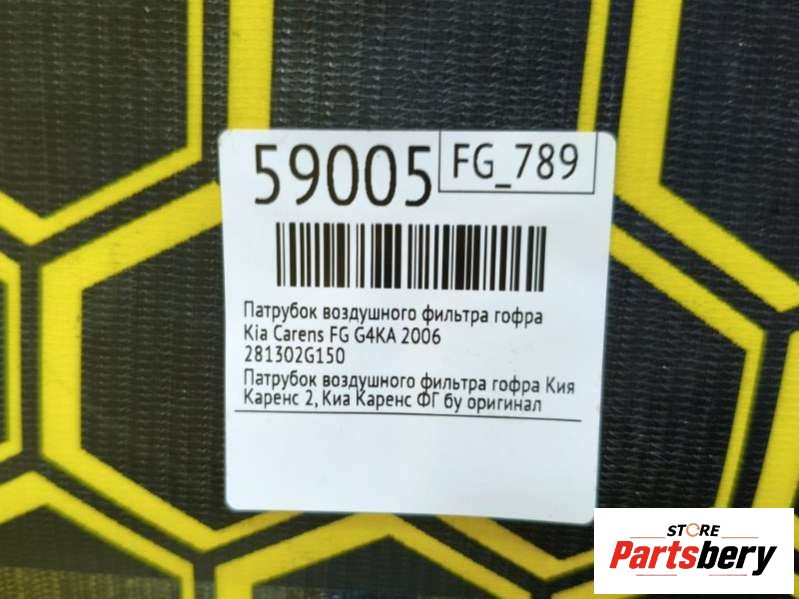 59005
FG_789
Патрубок воздушного фильтра гофра
Kia Carens FG G4KA 2006
281302G150
Патрубок воздушного фильтра гофра Кия
Каренс 2, Киа Каренс ФГ бу оригинал
STORE
Partsbery